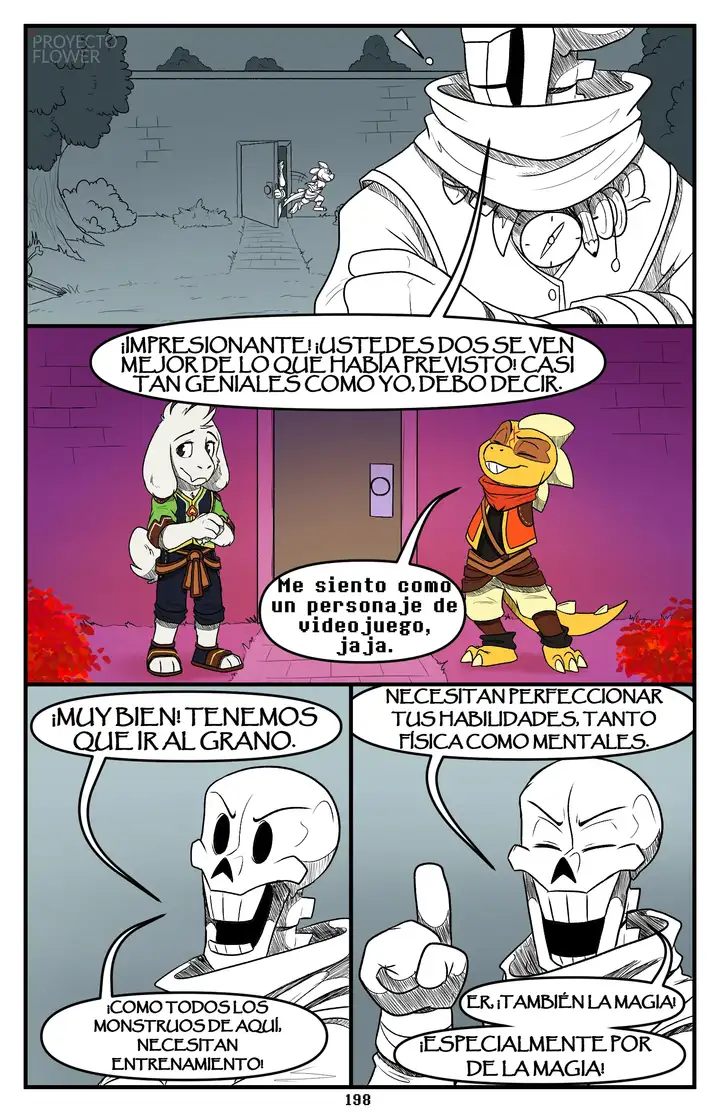 PROYECTO
FLOWER
!
¡IMPRESIONANTE! ¡USTEDES DOS SE VEN
MEJOR DE LO QUE HABÍA PREVISTO! CASI
TAN GENIALES COMO YO, DEBO DECIR.
Me siento como
un personaje de
videojuego,
jaja.
¡MUY BIEN! TENEMOS
QUE IR AL GRANO.
¡COMO TODOS LOS
MONSTRUOS DE AQUÍ,
NECESITAN
ENTRENAMIENTO!
NECESITAN PERFECCIONAR
TUS HABILIDADES, TANTO
FÍSICA COMO MENTALES.
ER, ¡TAMBIÉN LA MAGIA!
¡ESPECIALMENTE POR
DE LA MAGIA!
198